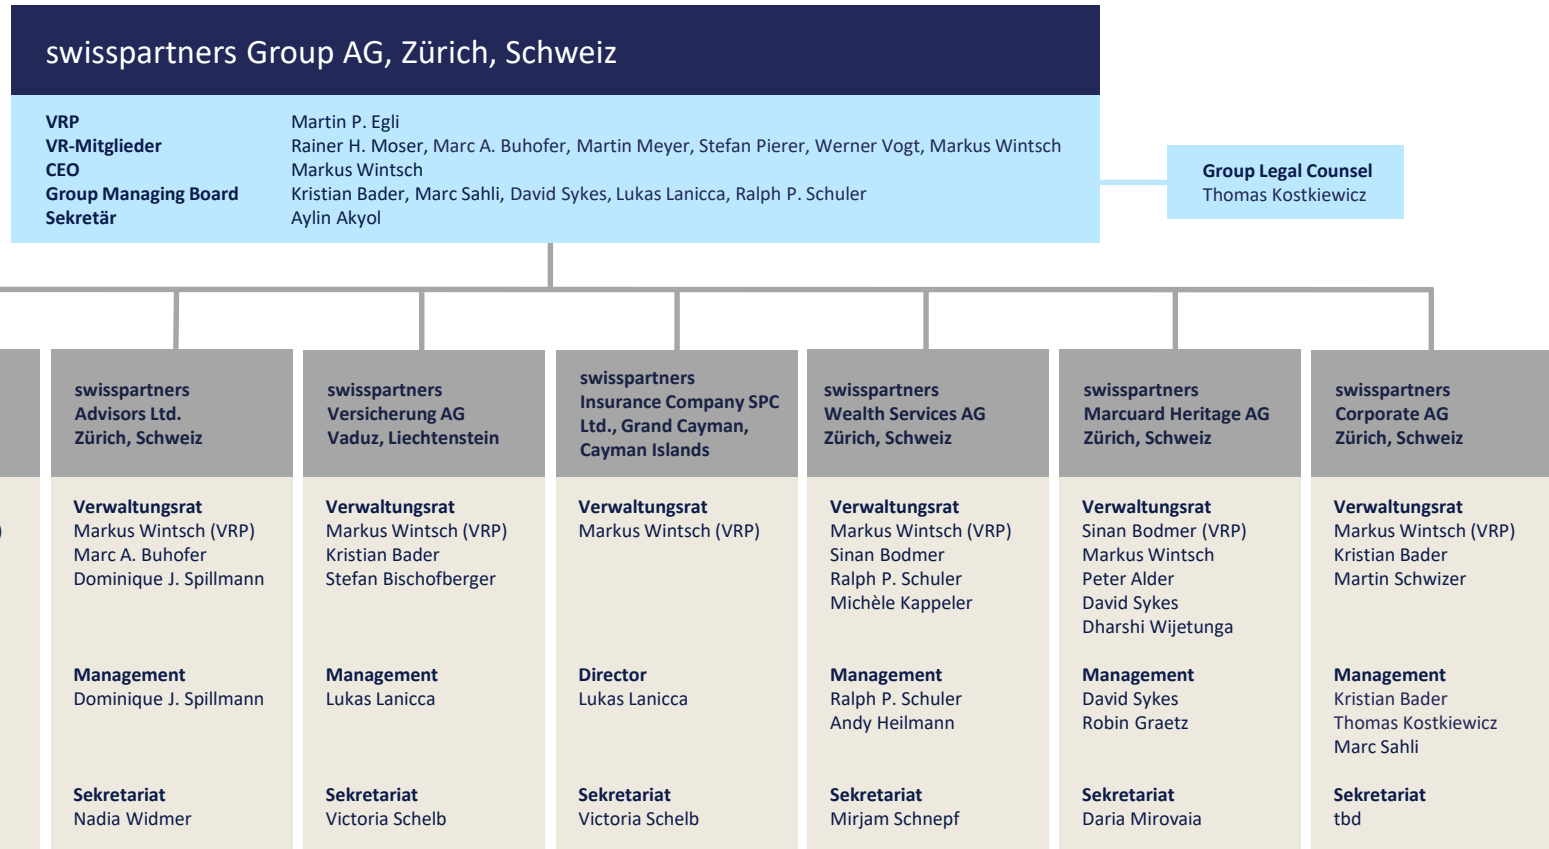 swisspartners Group AG, Zürich, Schweiz
VRP Martin P. Egli
VR-Mitglieder Rainer H. Moser, Marc A. Buhofer, Martin Meyer, Stefan Pierer, Werner Vogt, Markus Wintsch
CEO Markus Wintsch
Group Managing Board Kristian Bader, Marc Sahli, David Sykes, Lukas Lanicca, Ralph P. Schuler
Sekretär Aylin Akyol
Group Legal Counsel
Thomas Kostkiewicz
)
swisspartners
Advisors Ltd.
Zürich, Schweiz
Verwaltungsrat
Markus Wintsch (VRP)
Marc A. Buhofer
Dominique J. Spillmann
Management
Dominique J. Spillmann
Sekretariat
Nadia Widmer
swisspartners
Versicherung AG
Vaduz, Liechtenstein
Verwaltungsrat
Markus Wintsch (VRP)
Kristian Bader
Stefan Bischofberger
Management
Lukas Lanicca
Sekretariat
Victoria Schelb
swisspartners
Insurance Company SPC
Ltd., Grand Cayman,
Cayman Islands
Verwaltungsrat
Markus Wintsch (VRP)
Director
Lukas Lanicca
Sekretariat
Victoria Schelb
swisspartners
Wealth Services AG
Zürich, Schweiz
Verwaltungsrat
Markus Wintsch (VRP)
Sinan Bodmer
Ralph P. Schuler
Michèle Kappeler
Management
Ralph P. Schuler
Andy Heilmann
Sekretariat
Mirjam Schnepf
swisspartners
Marcuard Heritage AG
Zürich, Schweiz
Verwaltungsrat
Sinan Bodmer (VRP)
Markus Wintsch
Peter Alder
David Sykes
Dharshi Wijetunga
Management
David Sykes
Robin Graetz
Sekretariat
Daria Mirovaia
swisspartners
Corporate AG
Zürich, Schweiz
Verwaltungsrat
Markus Wintsch (VRP)
Kristian Bader
Martin Schwizer
Management
Kristian Bader
Thomas Kostkiewicz
Marc Sahli
Sekretariat
tbd